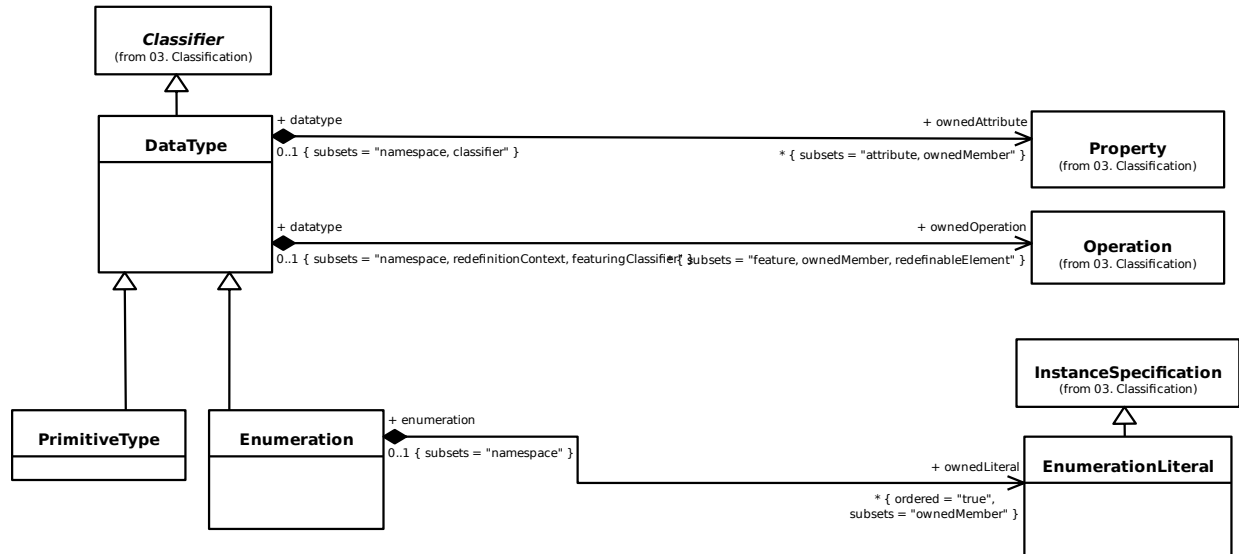 Classifier
(from 03. Classification)
DataType
+ datatype
0..1 { subsets = "namespace, classifier" }
+ ownedAttribute
* { subsets = "attribute, ownedMember" }
Property
(from 03. Classification)
+ datatype
0..1 { subsets = "namespace, redefinitionContext, featuringClassifier" }
+ ownedOperation
* { subsets = "feature, ownedMember, redefinableElement" }
Operation
(from 03. Classification)
InstanceSpecification
(from 03. Classification)
PrimitiveType
Enumeration
+ enumeration
0..1 { subsets = "namespace" }
+ ownedLiteral
* { ordered = "true",
subsets = "ownedMember" }
EnumerationLiteral